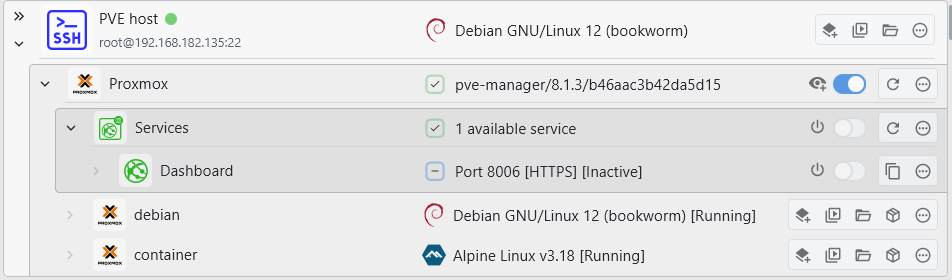 PVE host
SSH
root@192.168.182.135:22
Debian GNU/Linux 12 (bookworm)
PROXMOX
Proxmox
pve-manager/8.1.3/b46aac3b42da5d15
Services
1 available service
Dashboard
Port 8006 [HTTPS] [Inactive]
PROXMOX
debian
Debian GNU/Linux 12 (bookworm) [Running]
PROXMOX
container
Alpine Linux v3.18 [Running]